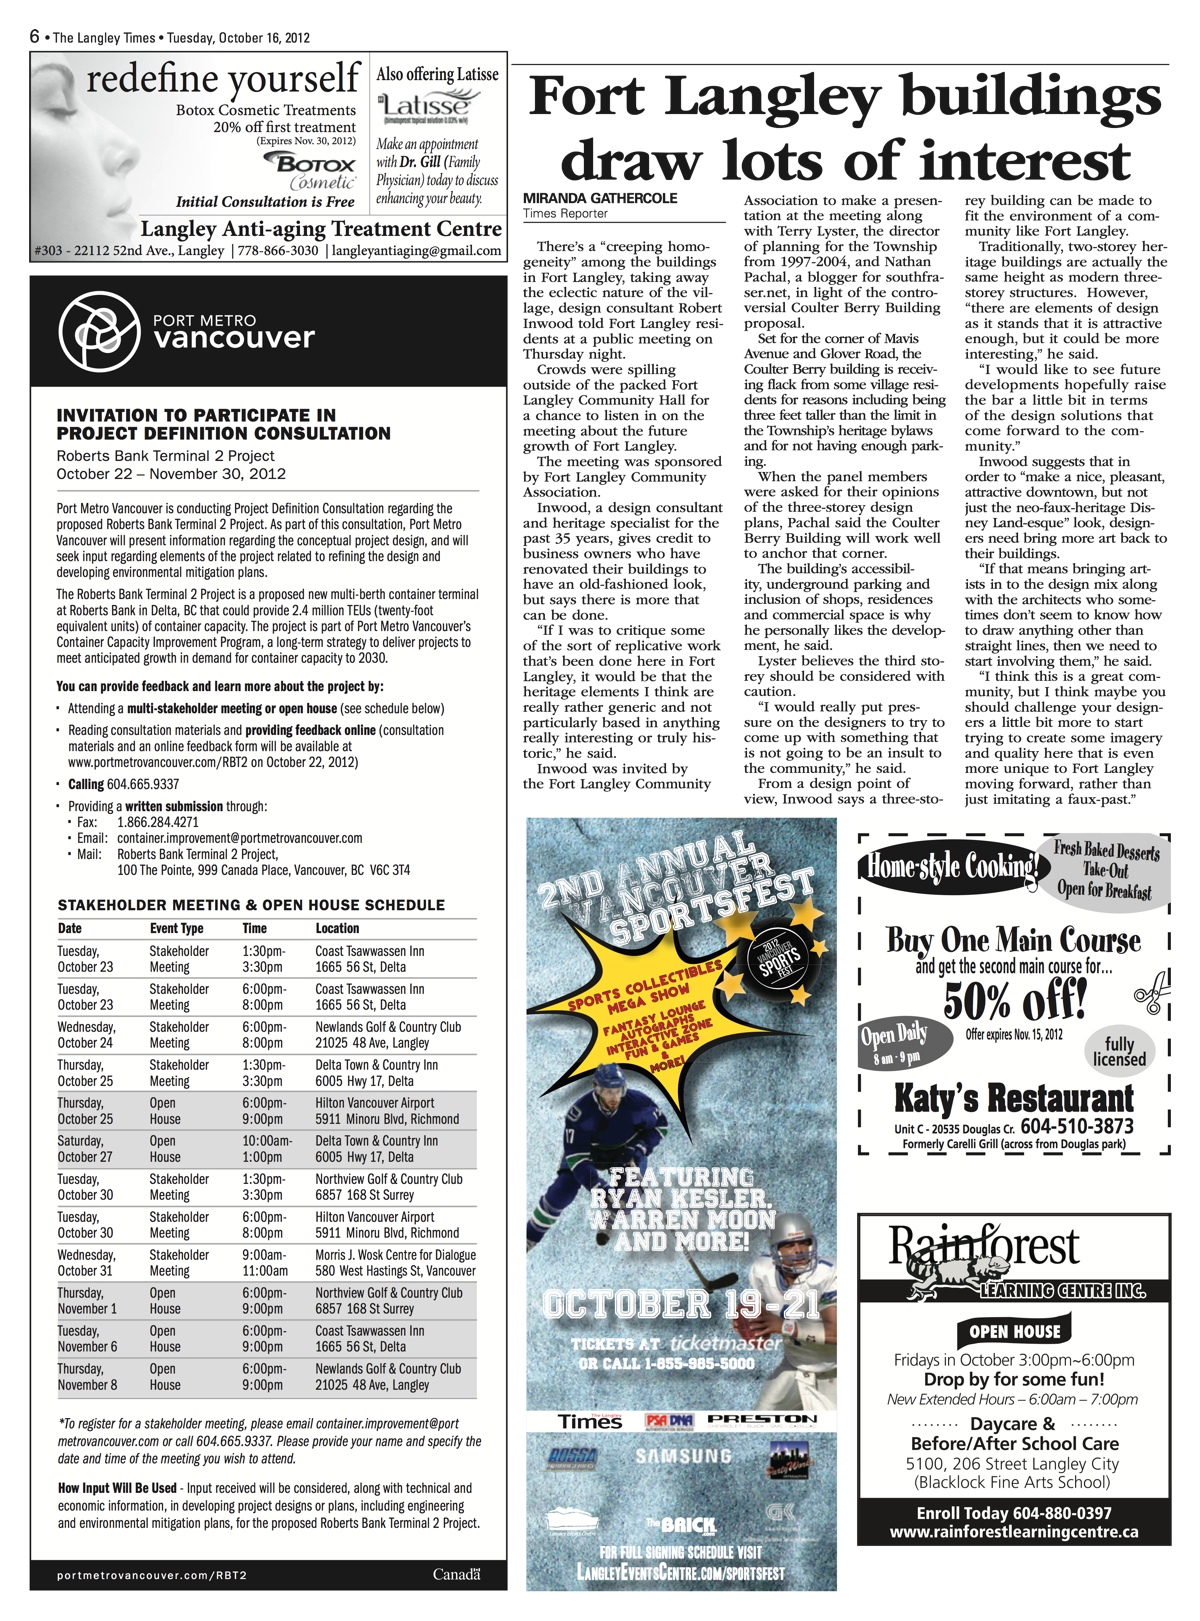 6 • The Langley Times • Tuesday, October 16, 2012
redefine yourself
Botox Cosmetic Treatments
20% off first treatment
(Expires Nov. 30, 2012)
BOTOX
Cosmetic
Initial Consultation is Free
Also offering Latisse
Latisse
(bimatoprost topical solution 0.03% w/v)
Make an appointment
with Dr. Gill (Family
Physician) today to discuss
enhancing your beauty.
Langley Anti-aging Treatment Centre
#303 - 22112 52nd Ave., Langley | 778-866-3030 | langleyantiaging@gmail.com
PORT METRO
vancouver
INVITATION TO PARTICIPATE IN
PROJECT DEFINITION CONSULTATION
Roberts Bank Terminal 2 Project
October 22 – November 30, 2012
Port Metro Vancouver is conducting Project Definition Consultation regarding the
proposed Roberts Bank Terminal 2 Project. As part of this consultation, Port Metro
Vancouver will present information regarding the conceptual project design, and will
seek input regarding elements of the project related to refining the design and
developing environmental mitigation plans.
The Roberts Bank Terminal 2 Project is a proposed new multi-berth container terminal
at Roberts Bank in Delta, BC that could provide 2.4 million TEUs (twenty-foot
equivalent units) of container capacity. The project is part of Port Metro Vancouver's
Container Capacity Improvement Program, a long-term strategy to deliver projects to
meet anticipated growth in demand for container capacity to 2030.
You can provide feedback and learn more about the project by:
• Attending a multi-stakeholder meeting or open house (see schedule below)
• Reading consultation materials and providing feedback online (consultation
materials and an online feedback form will be available at
www.portmetrovancouver.com/RBT2 on October 22, 2012)
• Calling 604.665.9337
• Providing a written submission through:
• Fax: 1.866.284.4271
• Email: container.improvement@portmetrovancouver.com
• Mail: Roberts Bank Terminal 2 Project,
100 The Pointe, 999 Canada Place, Vancouver, BC V6C 3T4
STAKEHOLDER MEETING & OPEN HOUSE SCHEDULE
Date Event Type Time Location
Tuesday, Stakeholder 1:30pm- Coast Tsawwassen Inn
October 23 Meeting 3:30pm 1665 56 St, Delta
Tuesday, Stakeholder 6:00pm- Coast Tsawwassen Inn
October 23 Meeting 8:00pm 1665 56 St, Delta
Wednesday, Stakeholder 6:00pm- Newlands Golf & Country Club
October 24 Meeting 8:00pm 21025 48 Ave, Langley
Thursday, Stakeholder 1:30pm- Delta Town & Country Inn
October 25 Meeting 3:30pm 6005 Hwy 17, Delta
Thursday, Open 6:00pm- Hilton Vancouver Airport
October 25 House 9:00pm 5911 Minoru Blvd, Richmond
Saturday, Open 10:00am- Delta Town & Country Inn
October 27 House 1:00pm 6005 Hwy 17, Delta
Tuesday, Stakeholder 1:30pm- Northview Golf & Country Club
October 30 Meeting 3:30pm 6857 168 St Surrey
Tuesday, Stakeholder 6:00pm- Hilton Vancouver Airport
October 30 Meeting 8:00pm 5911 Minoru Blvd, Richmond
Wednesday, Stakeholder 9:00am- Morris J. Wosk Centre for Dialogue
October 31 Meeting 11:00am 580 West Hastings St, Vancouver
Thursday, Open 6:00pm- Northview Golf & Country Club
November 1 House 9:00pm 6857 168 St Surrey
Tuesday, Open 6:00pm- Coast Tsawwassen Inn
November 6 House 9:00pm 1665 56 St, Delta
Thursday, Open 6:00pm- Newlands Golf & Country Club
November 8 House 9:00pm 21025 48 Ave, Langley
*To register for a stakeholder meeting, please email container.improvement@port
metrovancouver.com or call 604.665.9337. Please provide your name and specify the
date and time of the meeting you wish to attend.
How Input Will Be Used - Input received will be considered, along with technical and
economic information, in developing project designs or plans, including engineering
and environmental mitigation plans, for the proposed Roberts Bank Terminal 2 Project.
portmetrovancouver.com/RBT2
Canada
Fort Langley buildings
draw lots of interest
MIRANDA GATHERCOLE
Times Reporter
There's a “creeping homo-
geneity” among the buildings
in Fort Langley, taking away
the eclectic nature of the vil-
lage, design consultant Robert
Inwood told Fort Langley resi-
dents at a public meeting on
Thursday night.
Crowds were spilling
outside of the packed Fort
Langley Community Hall for
a chance to listen in on the
meeting about the future
growth of Fort Langley.
The meeting was sponsored
by Fort Langley Community
Association.
Inwood, a design consultant
and heritage specialist for the
past 35 years, gives credit to
business owners who have
renovated their buildings to
have an old-fashioned look,
but says there is more that
can be done.
“If I was to critique some
of the sort of replicative work
that's been done here in Fort
Langley, it would be that the
heritage elements I think are
really rather generic and not
particularly based in anything
really interesting or truly his-
toric,” he said.
Inwood was invited by
the Fort Langley Community
Association to make a presen-
tation at the meeting along
with Terry Lyster, the director
of planning for the Township
from 1997-2004, and Nathan
Pachal, a blogger for southfra-
ser.net, in light of the contro-
versial Coulter Berry Building
proposal.
Set for the corner of Mavis
Avenue and Glover Road, the
Coulter Berry building is receiv-
ing flack from some village resi-
dents for reasons including being
three feet taller than the limit in
the Township's heritage bylaws
and for not having enough park-
ing.
When the panel members
were asked for their opinions
of the three-storey design
plans, Pachal said the Coulter
Berry Building will work well
to anchor that corner.
The building's accessibil-
ity, underground parking and
inclusion of shops, residences
and commercial space is why
he personally likes the develop-
ment, he said.
Lyster believes the third sto-
rey should be considered with
caution.
“I would really put pres-
sure on the designers to try to
come up with something that
is not going to be an insult to
the community,” he said.
From a design point of
view, Inwood says a three-sto-
rey building can be made to
fit the environment of a com-
munity like Fort Langley.
Traditionally, two-storey her-
itage buildings are actually the
same height as modern three-
storey structures. However,
“there are elements of design
as it stands that it is attractive
enough, but it could be more
interesting,” he said.
“I would like to see future
developments hopefully raise
the bar a little bit in terms
of the design solutions that
come forward to the com-
munity.”
Inwood suggests that in
order to “make a nice, pleasant,
attractive downtown, but not
just the neo-faux-heritage Dis-
ney Land-esque” look, design-
ers need bring more art back to
their buildings.
“If that means bringing art-
ists in to the design mix along
with the architects who some-
times don't seem to know how
to draw anything other than
straight lines, then we need to
start involving them,” he said.
“I think this is a great com-
munity, but I think maybe you
should challenge your design-
ers a little bit more to start
trying to create some imagery
and quality here that is even
more unique to Fort Langley
moving forward, rather than
just imitating a faux-past.”
2ND ANNUAL
VANCOUVER
SPORTSFEST
2012
VANCOUVER
SPORTS
FEST
SPORTS COLLECTIBLES
MEGA SHOW
FANTASY LOUNGE
AUTOGRAPHS
INTERACTIVE ZONE
FUN & GAMES
&
MORE!
FEATURING
RYAN KESLER,
WARREN MOON
AND MORE!
OCTOBER 19-21
TICKETS AT ticketmaster
OR CALL 1-855-985-5000
Times PSA DNA PRESTON
SAMSUNG
The BRICK.com
GK
FOR FULL SIGNING SCHEDULE VISIT
LANGLEYEVENTSCENTRE.COM/SPORTSFEST
Home-style Cooking!
Fresh Baked Desserts
Take-Out
Open for Breakfast
Buy One Main Course
and get the second main course for...
50% off!
Offer expires Nov. 15, 2012
Open Daily
8 am - 9 pm
fully
licensed
Katy's Restaurant
Unit C - 20535 Douglas Cr. 604-510-3873
Formerly Carelli Grill (across from Douglas park)
Rainforest
LEARNING CENTRE INC.
OPEN HOUSE
Fridays in October 3:00pm~6:00pm
Drop by for some fun!
New Extended Hours – 6:00am – 7:00pm
Daycare &
Before/After School Care
5100, 206 Street Langley City
(Blacklock Fine Arts School)
Enroll Today 604-880-0397
www.rainforestlearningcentre.ca